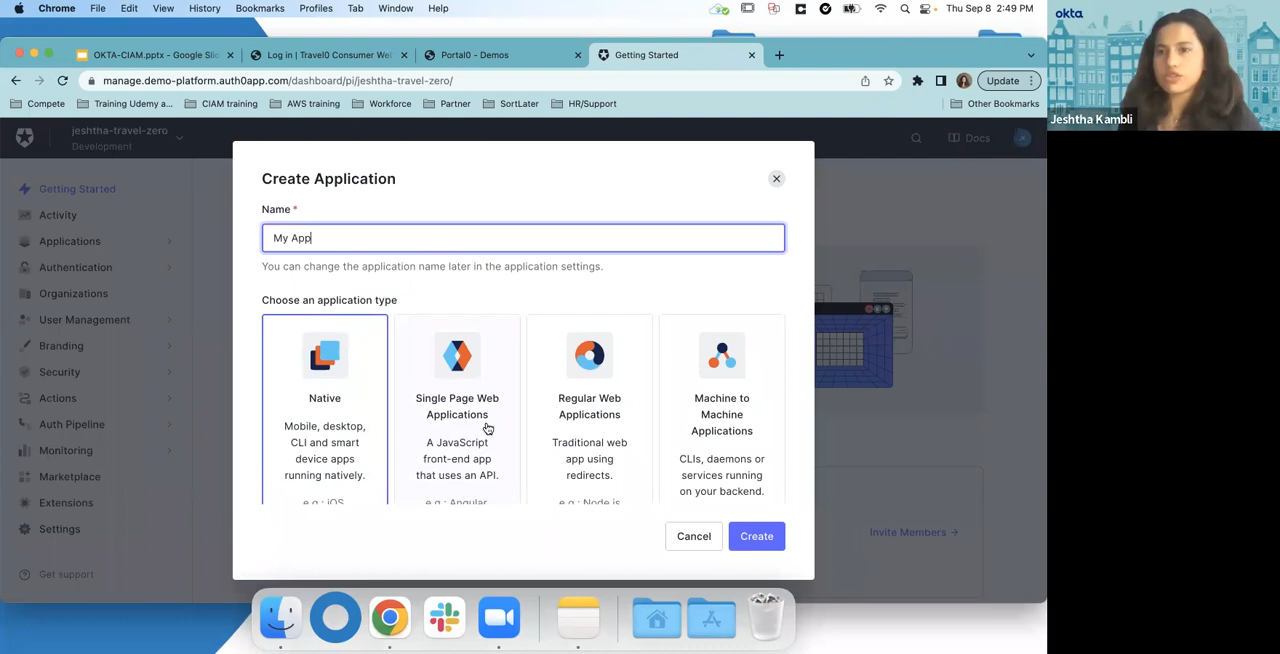 Chrome File Edit View History Bookmarks Profiles Tab Window Help
Thu Sep 8 2:49 PM
OKTA-CIAM.pptx - Google Slic
Log in | Travel0 Consumer We
Portal0 - Demos
Getting Started
manage.demo-platform.auth0app.com/dashboard/pi/jeshtha-travel-zero/
Update
Compete
Training Udemy a...
CIAM training
AWS training
Workforce
Partner
SortLater
HR/Support
Other Bookmarks
okta
Jeshtha Kambli
jeshtha-travel-zero
Development
Docs
Getting Started
Activity
Applications
Authentication
Organizations
User Management
Branding
Security
Actions
Auth Pipeline
Monitoring
Marketplace
Extensions
Settings
Get support
Create Application
Name *
My App
You can change the application name later in the application settings.
Choose an application type
Native
Mobile, desktop,
CLI and smart
device apps
running natively.
e.g.: iOS
Single Page Web
Applications
A JavaScript
front-end app
that uses an API.
e.g.: Angular
Regular Web
Applications
Traditional web
app using
redirects.
e.g.: Node.js
Machine to
Machine
Applications
CLIs, daemons or
services running
on your backend.
Cancel
Create
Invite Members